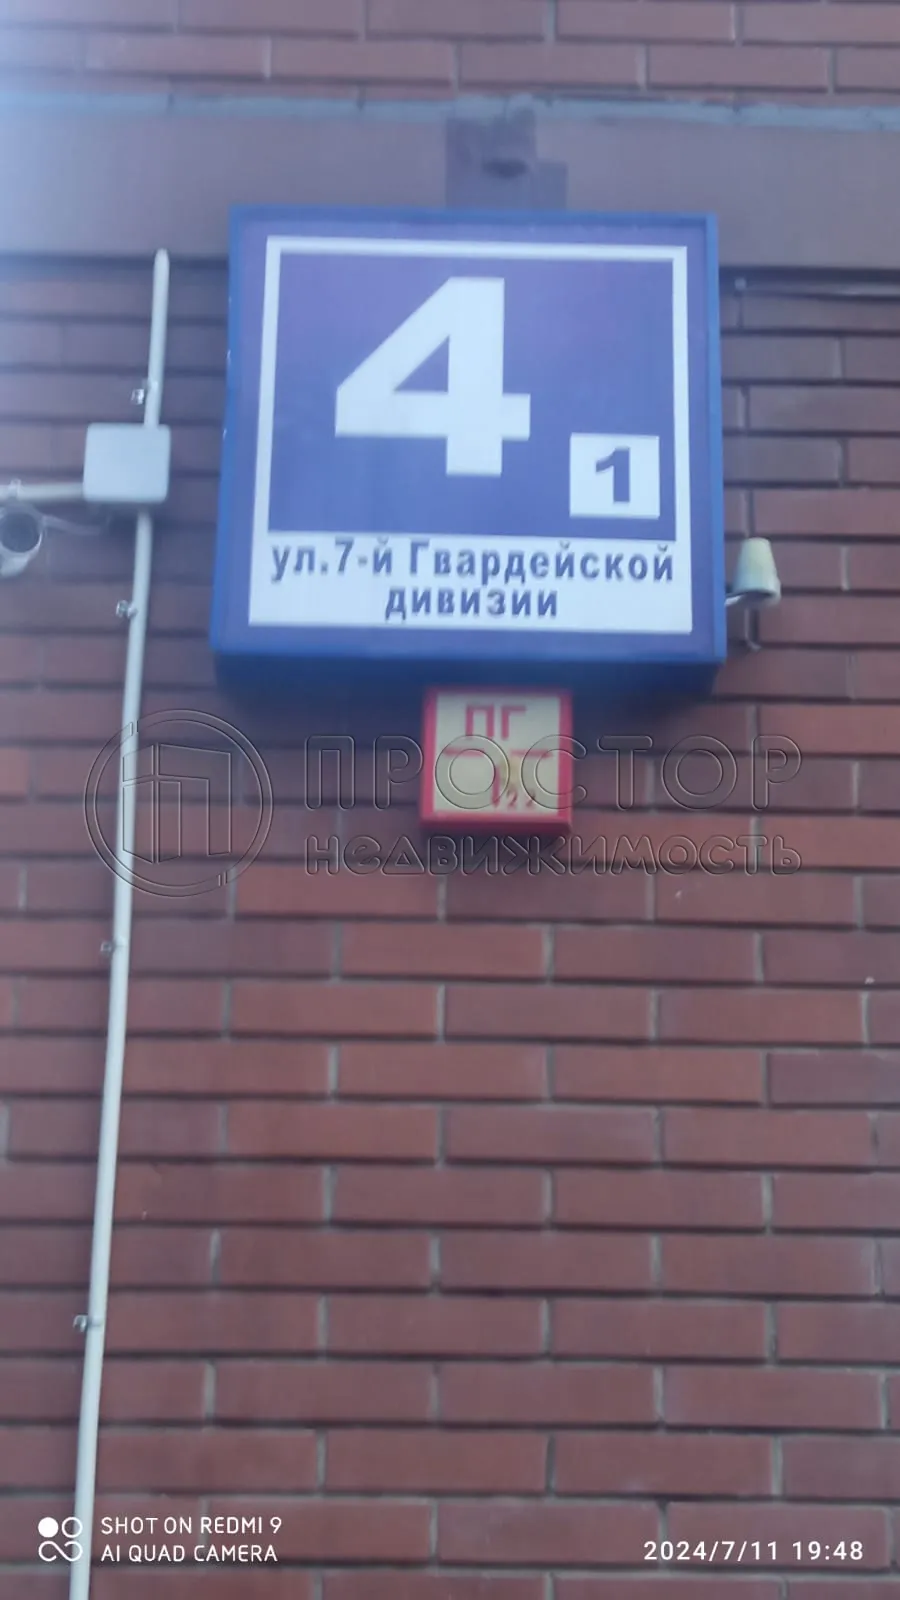 4
1
ул.7-й Гвардейской
дивизии
ПГ
ПРОСТОР
недвижимость
SHOT ON REDMI 9
AI QUAD CAMERA
2024/7/11 19:48